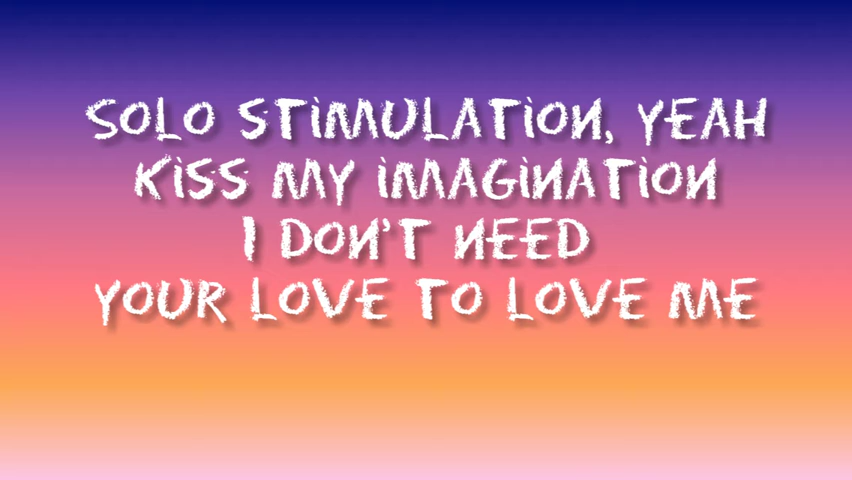 SOLO STIMULATION, YEAH
KISS MY IMAGINATION
I DON'T NEED
YOUR LOVE TO LOVE ME